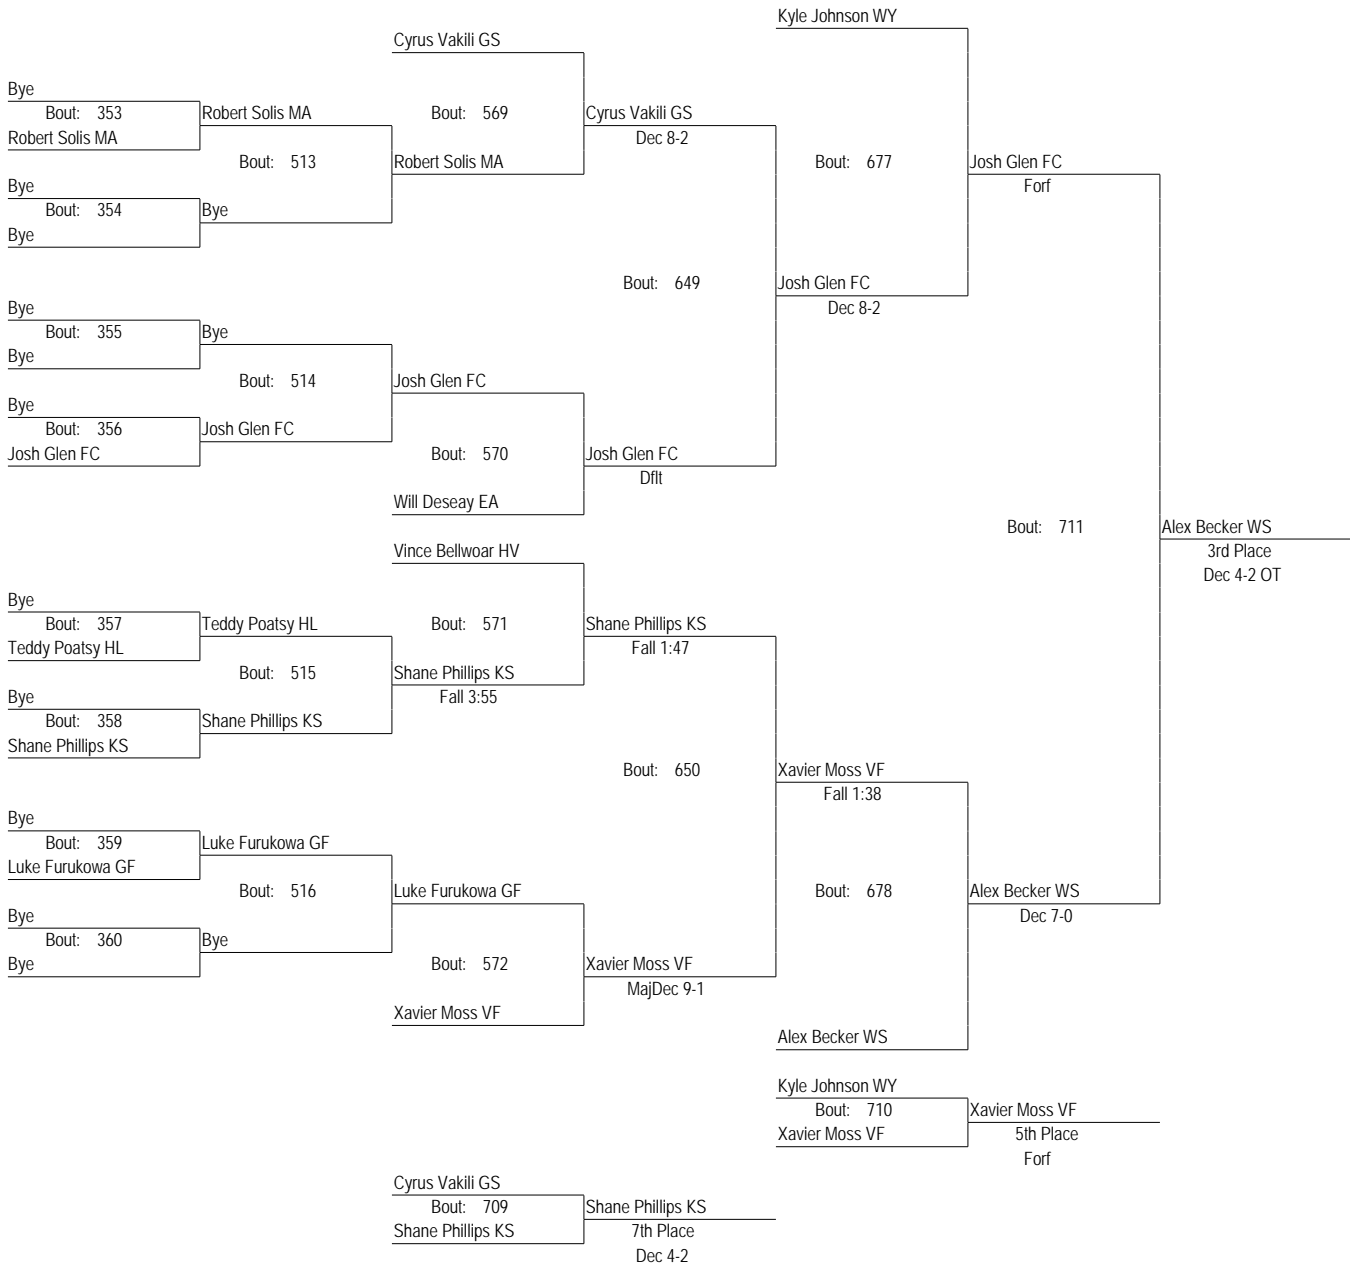 Kyle Johnson WY
Cyrus Vakili GS
Bye
Bout: 353
Robert Solis MA
Bout: 569
Cyrus Vakili GS
Robert Solis MA
Dec 8-2
Bout: 513
Robert Solis MA
Bout: 677
Josh Glen FC
Bye
Forf
Bout: 354
Bye
Bye
Bout: 649
Josh Glen FC
Bye
Dec 8-2
Bout: 355
Bye
Bye
Bout: 514
Josh Glen FC
Bye
Bout: 356
Josh Glen FC
Josh Glen FC
Bout: 570
Josh Glen FC
Dflt
Will Deseay EA
Bout: 711
Alex Becker WS
Vince Bellwoar HV
3rd Place
Dec 4-2 OT
Bye
Bout: 357
Teddy Poatsy HL
Bout: 571
Shane Phillips KS
Teddy Poatsy HL
Fall 1:47
Bout: 515
Shane Phillips KS
Bye
Fall 3:55
Bout: 358
Shane Phillips KS
Shane Phillips KS
Bout: 650
Xavier Moss VF
Fall 1:38
Bye
Bout: 359
Luke Furukowa GF
Luke Furukowa GF
Bout: 516
Luke Furukowa GF
Bout: 678
Alex Becker WS
Bye
Dec 7-0
Bout: 360
Bye
Bye
Bout: 572
Xavier Moss VF
MajDec 9-1
Xavier Moss VF
Alex Becker WS
Kyle Johnson WY
Bout: 710
Xavier Moss VF
Xavier Moss VF
5th Place
Forf
Cyrus Vakili GS
Bout: 709
Shane Phillips KS
Shane Phillips KS
7th Place
Dec 4-2